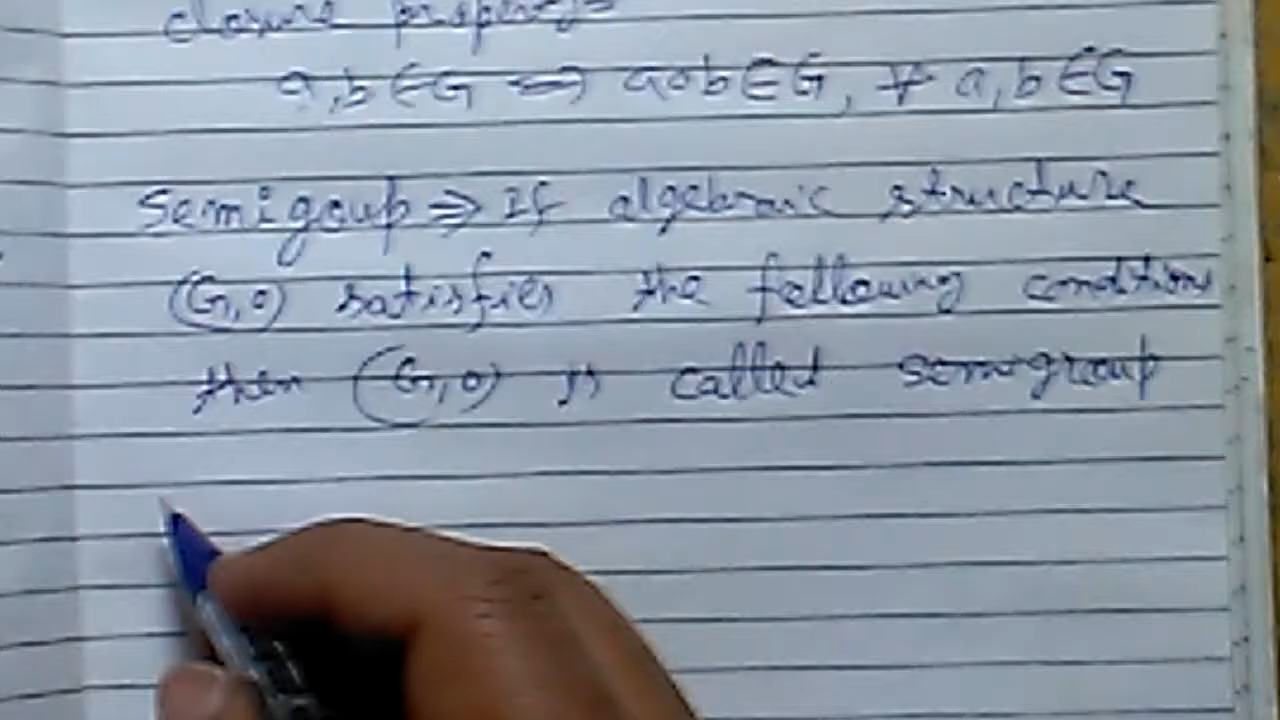 closure property
a,b∈G ⇒ aob∈G, ∀ a,b∈G
Semigoup ⇒ If algebraic structure
(G,o) satisfies the following conditions
then (G,o) is called semigroup